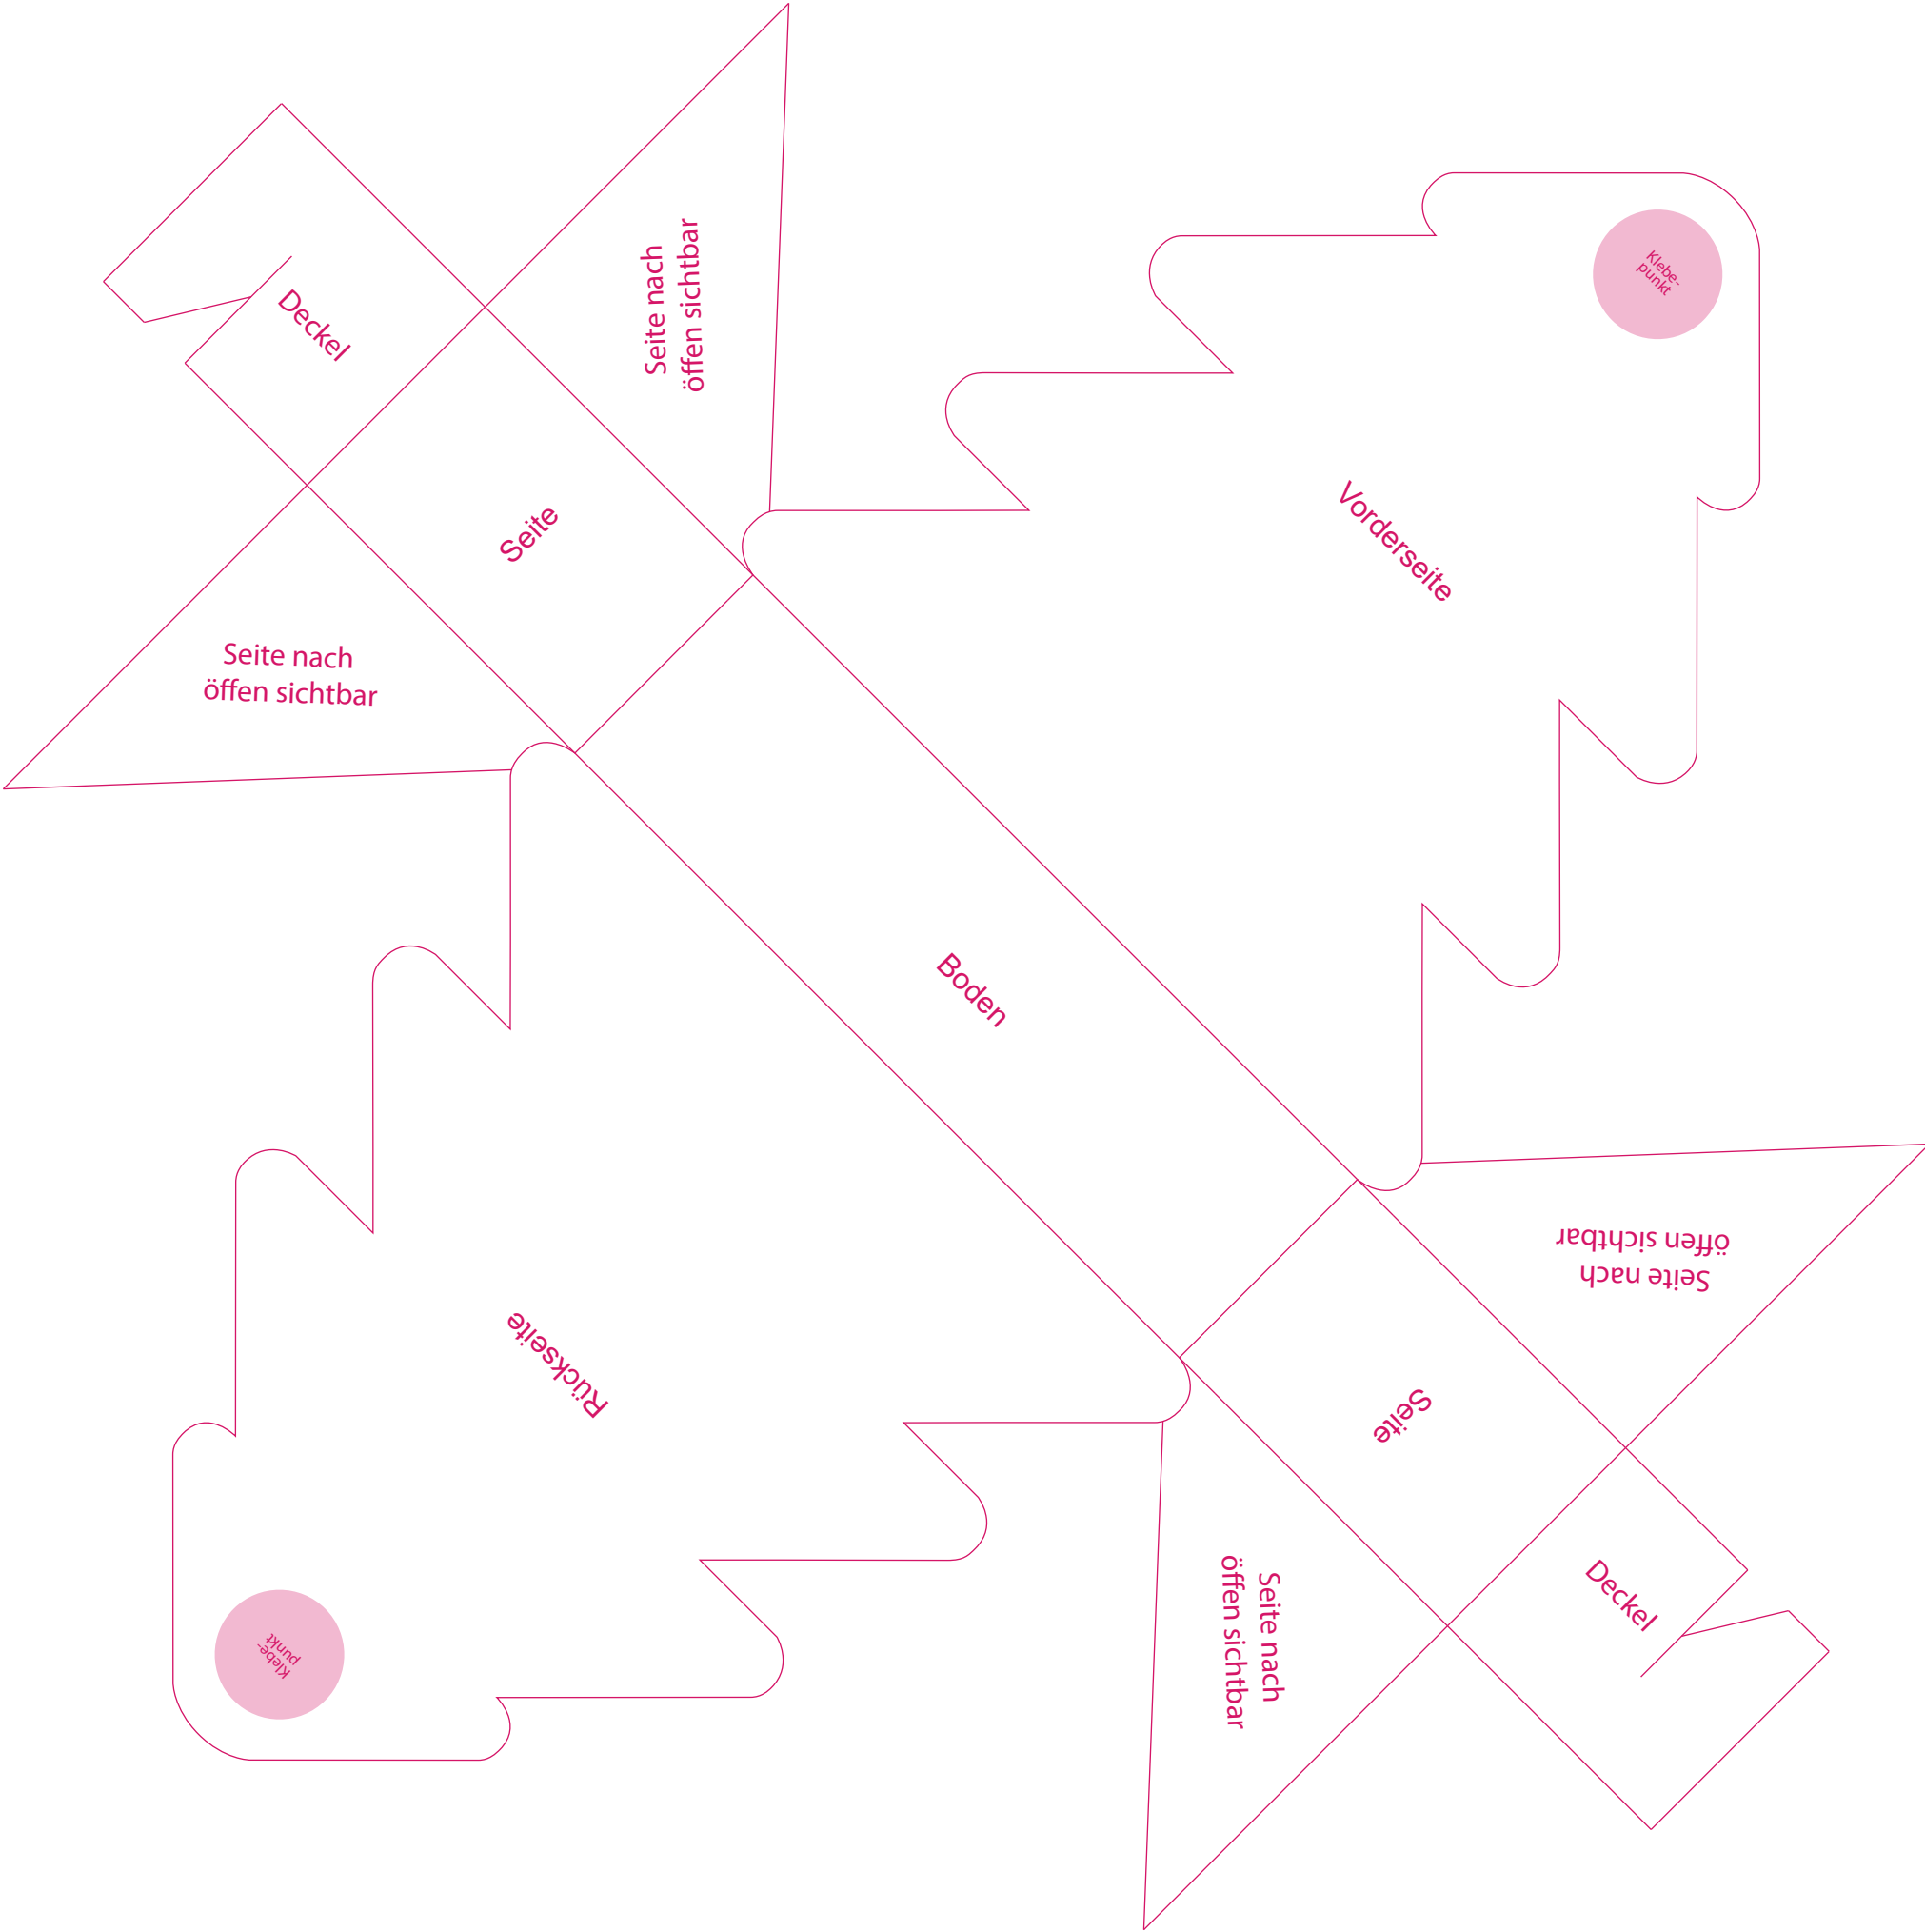 Deckel
Seite nach
öffen sichtbar
Klebe-
punkt
Seite
Vorderseite
Seite nach
öffen sichtbar
Boden
Rückseite
Seite nach
öffen sichtbar
Seite
Deckel
Seite nach
öffen sichtbar
Klebe-
punkt